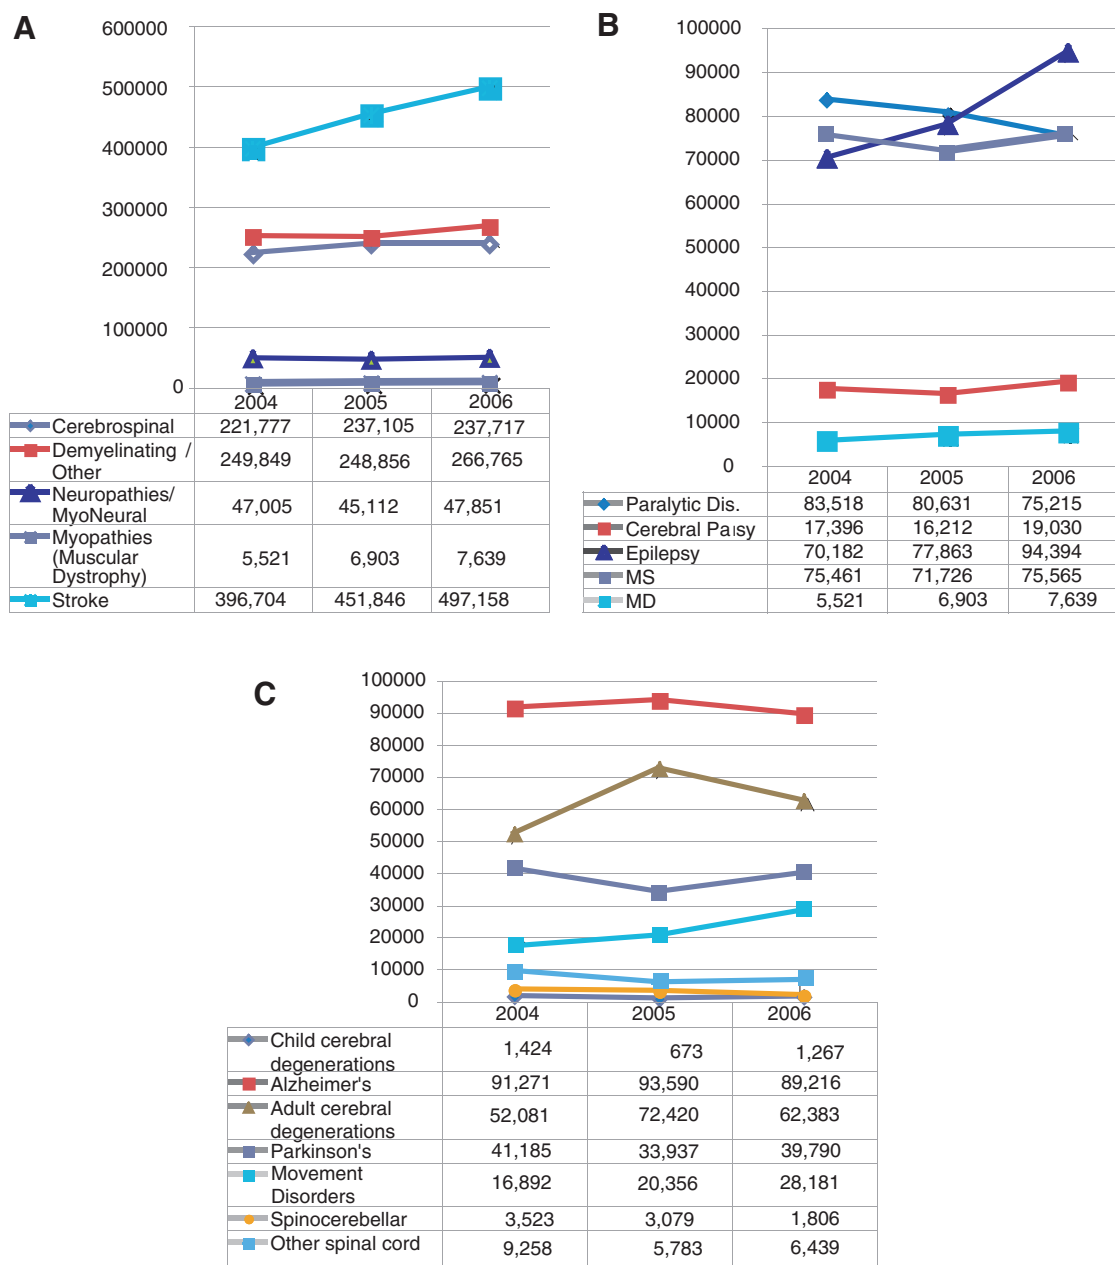 A
600000
500000
400000
300000
200000
100000
0
2004 2005 2006
Cerebrospinal 221,777 237,105 237,717
Demyelinating /
Other 249,849 248,856 266,765
Neuropathies/
MyoNeural 47,005 45,112 47,851
Myopathies
(Muscular
Dystrophy) 5,521 6,903 7,639
Stroke 396,704 451,846 497,158
B
100000
90000
80000
70000
60000
50000
40000
30000
20000
10000
0
2004 2005 2006
Paralytic Dis. 83,518 80,631 75,215
Cerebral Palsy 17,396 16,212 19,030
Epilepsy 70,182 77,863 94,394
MS 75,461 71,726 75,565
MD 5,521 6,903 7,639
C
100000
90000
80000
70000
60000
50000
40000
30000
20000
10000
0
2004 2005 2006
Child cerebral
degenerations 1,424 673 1,267
Alzheimer's 91,271 93,590 89,216
Adult cerebral
degenerations 52,081 72,420 62,383
Parkinson's 41,185 33,937 39,790
Movement
Disorders 16,892 20,356 28,181
Spinocerebellar 3,523 3,079 1,806
Other spinal cord 9,258 5,783 6,439